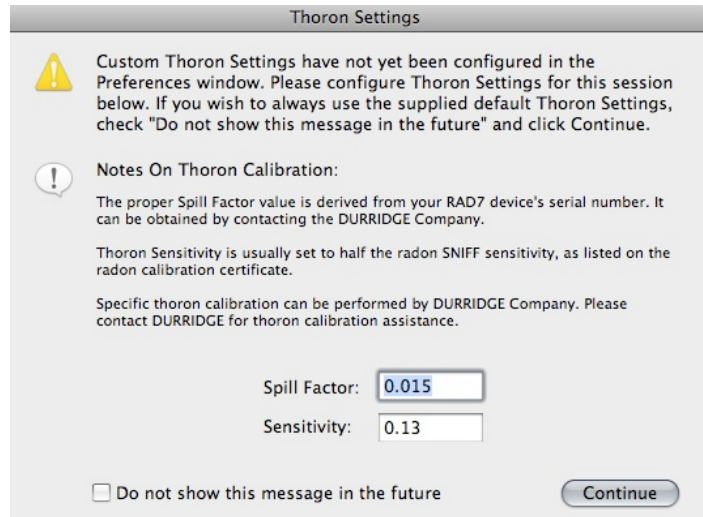 Thoron Settings
Custom Thoron Settings have not yet been configured in the
Preferences window. Please configure Thoron Settings for this session
below. If you wish to always use the supplied default Thoron Settings,
check "Do not show this message in the future" and click Continue.
Notes On Thoron Calibration:
The proper Spill Factor value is derived from your RAD7 device's serial number. It
can be obtained by contacting the DURRIDGE Company.
Thoron Sensitivity is usually set to half the radon SNIFF sensitivity, as listed on the
radon calibration certificate.
Specific thoron calibration can be performed by DURRIDGE Company. Please
contact DURRIDGE for thoron calibration assistance.
Spill Factor: 0.015
Sensitivity: 0.13
Do not show this message in the future Continue